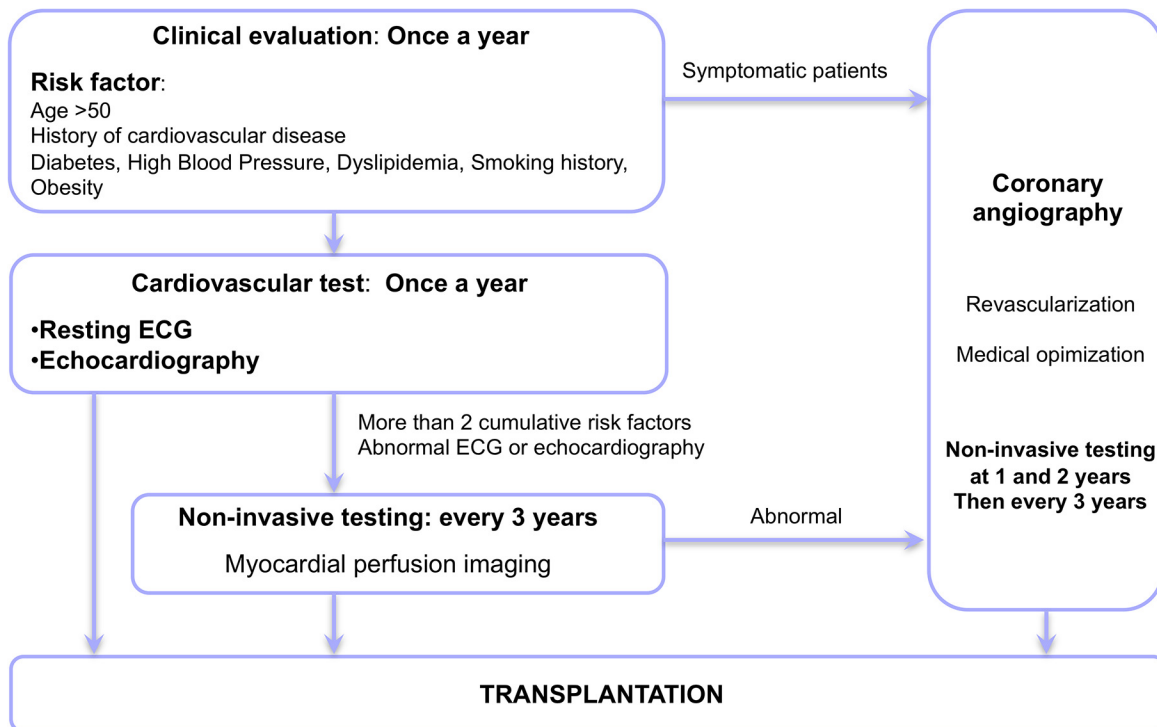 Clinical evaluation: Once a year
Risk factor:
Age >50
History of cardiovascular disease
Diabetes, High Blood Pressure, Dyslipidemia, Smoking history,
Obesity
Symptomatic patients
Cardiovascular test: Once a year
•Resting ECG
•Echocardiography
More than 2 cumulative risk factors
Abnormal ECG or echocardiography
Non-invasive testing: every 3 years
Myocardial perfusion imaging
Abnormal
Coronary
angiography
Revascularization
Medical opimization
Non-invasive testing
at 1 and 2 years
Then every 3 years
TRANSPLANTATION